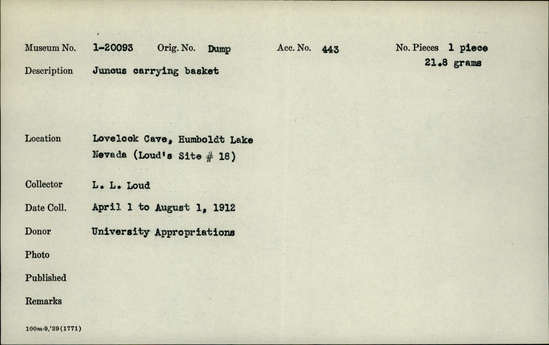 Museum No. 1-20093 Orig. No. Dump Acc. No. 443 No. Pieces 1 piece
21.8 grams
Description Juncus carrying basket
Location Lovelock Cave, Humboldt Lake
Nevada (Loud's Site # 18)
Collector L. L. Loud
Date Coll. April 1 to August 1, 1912
Donor University Appropriations
Photo
Published
Remarks
100m-9,'39(1771)